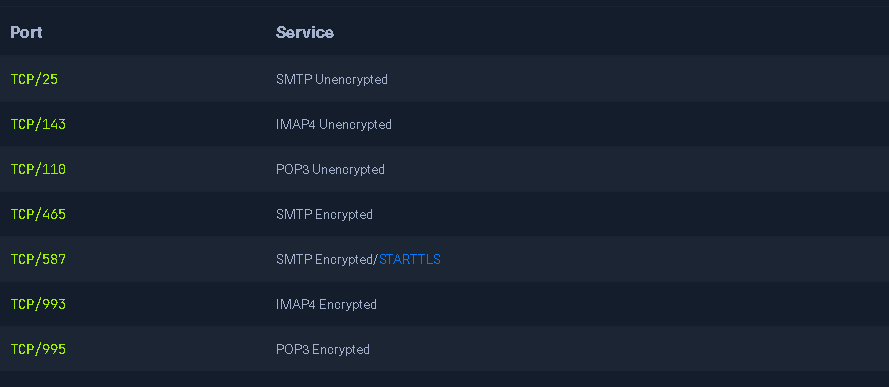 Port Service
TCP/25 SMTP Unencrypted
TCP/143 IMAP4 Unencrypted
TCP/110 POP3 Unencrypted
TCP/465 SMTP Encrypted
TCP/587 SMTP Encrypted/STARTTLS
TCP/993 IMAP4 Encrypted
TCP/995 POP3 Encrypted